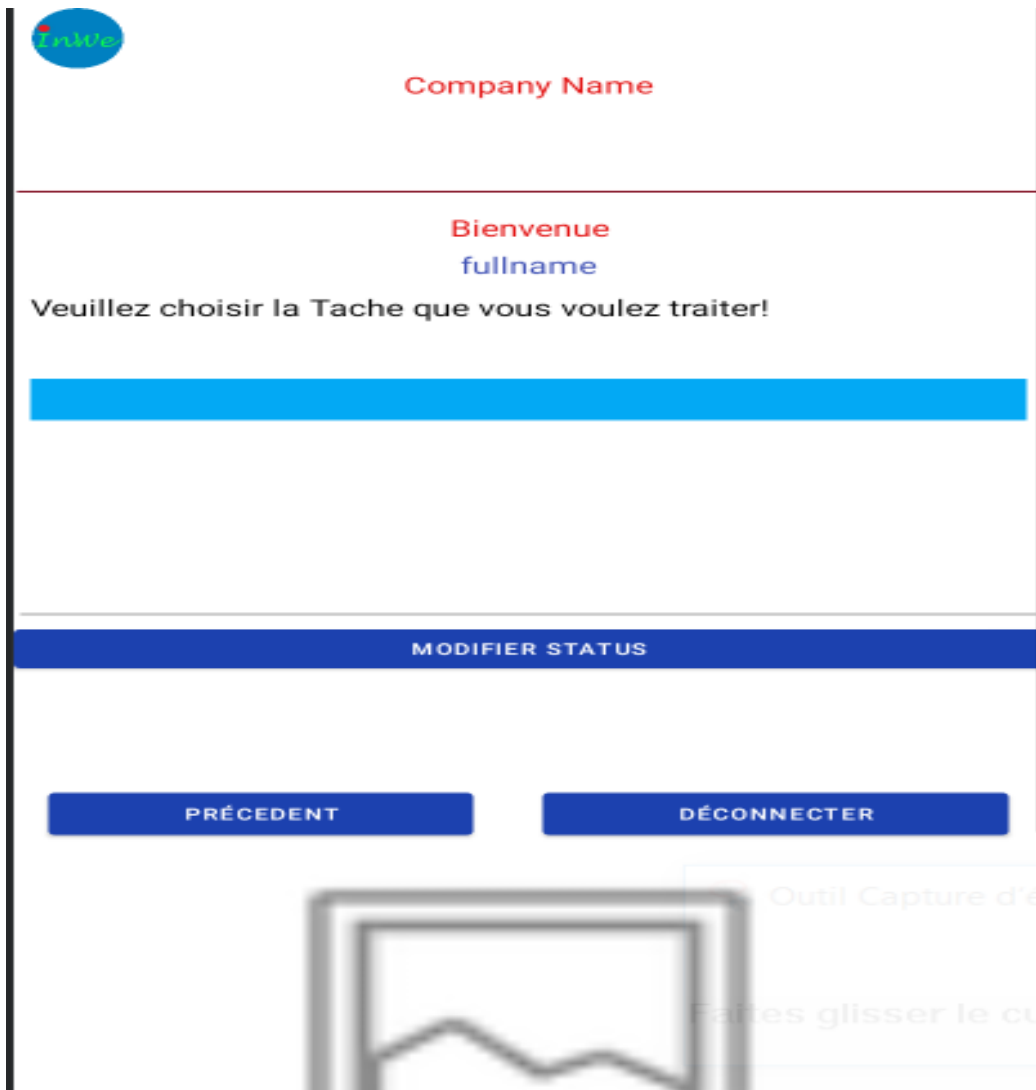 InWe
Company Name
Bienvenue
fullname
Veuillez choisir la Tache que vous voulez traiter!
MODIFIER STATUS
PRÉCEDENT
DÉCONNECTER
Outil Capture d'é
Faites glisser le cu